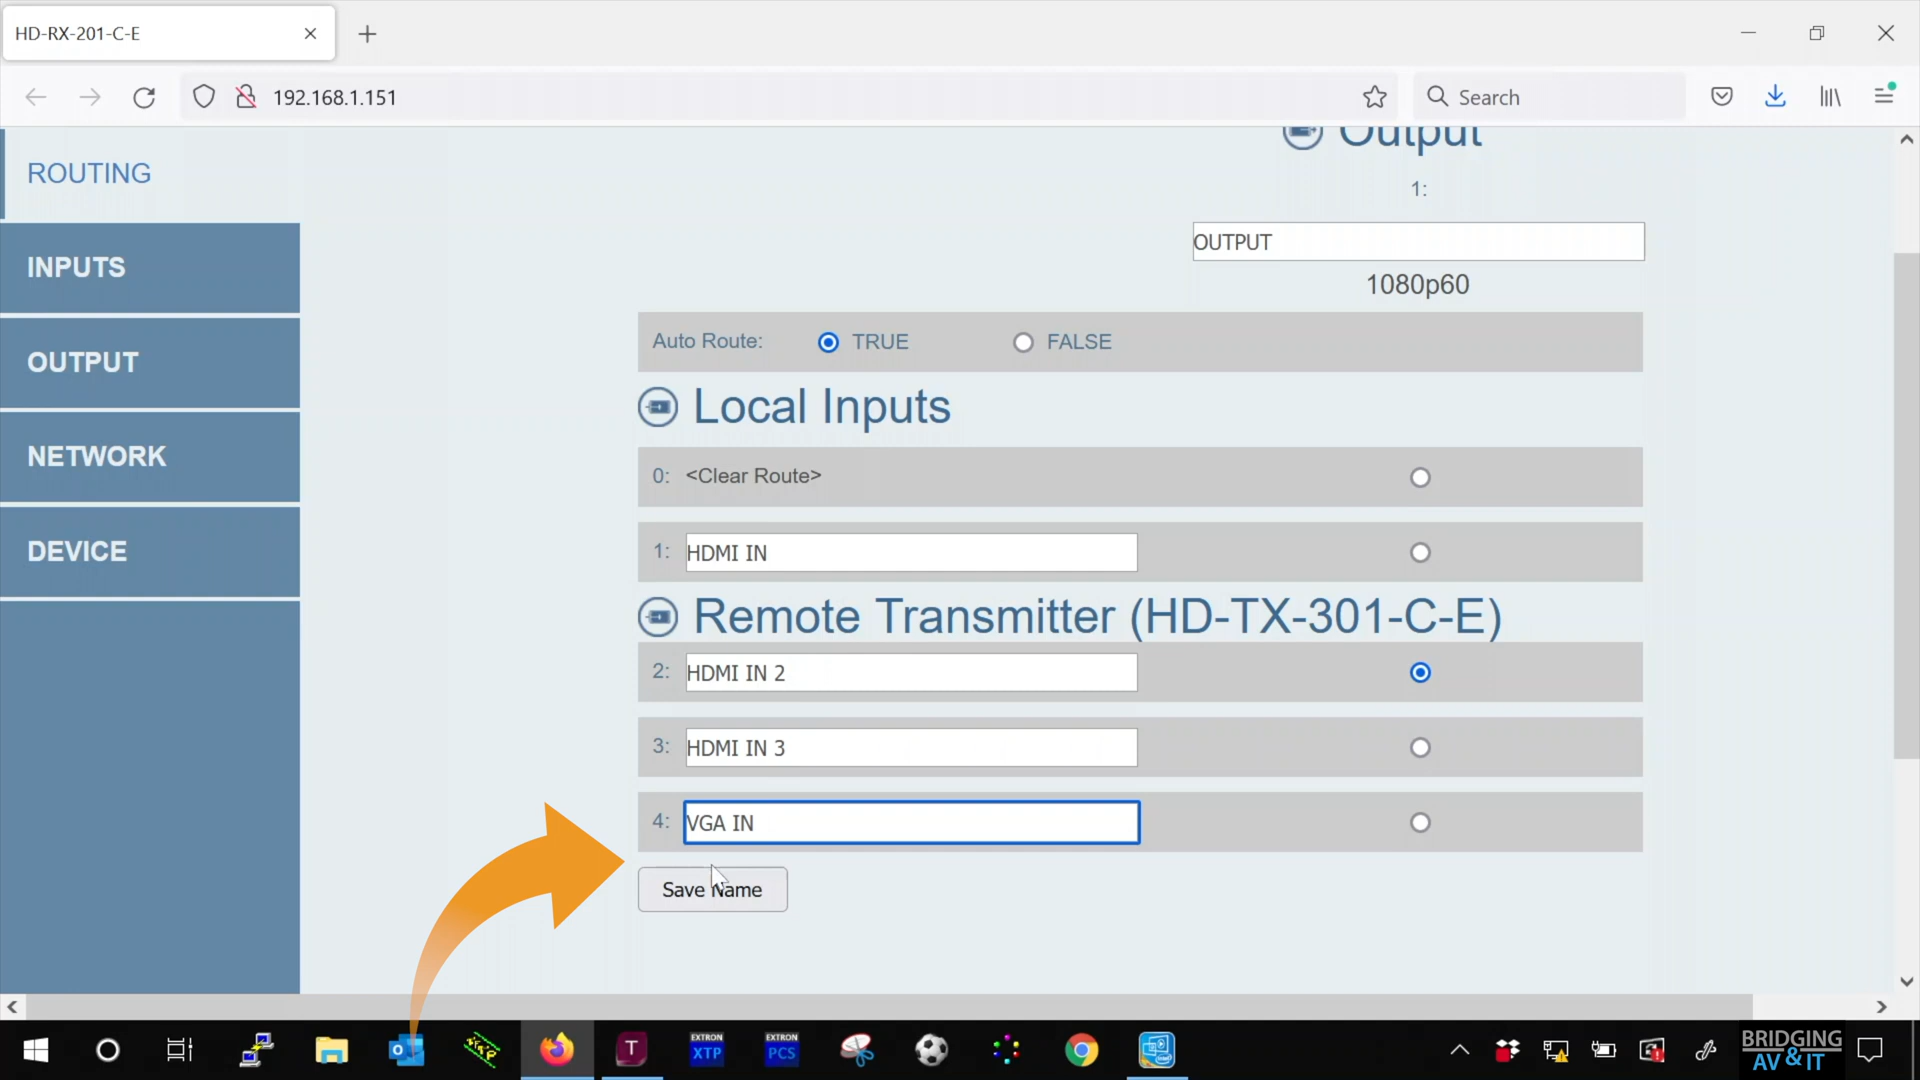 HD-RX-201-C-E
192.168.1.151
Search
ROUTING
INPUTS
OUTPUT
NETWORK
DEVICE
Output
1:
OUTPUT
1080p60
Auto Route: TRUE FALSE
Local Inputs
0: <Clear Route>
1: HDMI IN
Remote Transmitter (HD-TX-301-C-E)
2: HDMI IN 2
3: HDMI IN 3
4: VGA IN
Save Name
T
EXTRON
XTP
EXTRON
PCS
BRIDGING
AV&IT